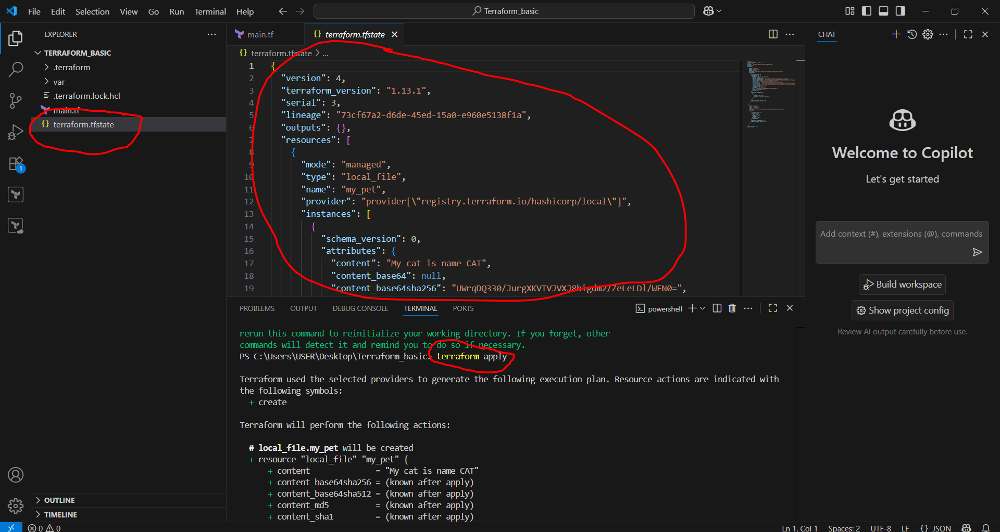 File Edit Selection View Go Run Terminal Help
Terraform_basic
EXPLORER
TERRAFORM_BASIC
.terraform
var
.terraform.lock.hcl
main.tf
terraform.tfstate
1
OUTLINE
TIMELINE
main.tf
terraform.tfstate
terraform.tfstate > ...
1 {
2 "version": 4,
3 "terraform_version": "1.13.1",
4 "serial": 3,
5 "lineage": "73cf67a2-d6de-45ed-15a0-e960e5138f1a",
6 "outputs": {},
7 "resources": [
8 {
9 "mode": "managed",
10 "type": "local_file",
11 "name": "my_pet",
12 "provider": "provider[\"registry.terraform.io/hashicorp/local\"]",
13 "instances": [
14 {
15 "schema_version": 0,
16 "attributes": {
17 "content": "My cat is name CAT",
18 "content_base64": null,
19 "content_base64sha256": "UWrqDQ330/JurgXKVTVJVXJ8bigdm2/ZeLeLDl/WEN0=",
PROBLEMS OUTPUT DEBUG CONSOLE TERMINAL PORTS
powershell
rerun this command to reinitialize your working directory. If you forget, other
commands will detect it and remind you to do so if necessary.
PS C:\Users\USER\Desktop\Terraform_basic> terraform apply
Terraform used the selected providers to generate the following execution plan. Resource actions are indicated with
the following symbols:
+ create
Terraform will perform the following actions:
# local_file.my_pet will be created
+ resource "local_file" "my_pet" {
+ content = "My cat is name CAT"
+ content_base64sha256 = (known after apply)
+ content_base64sha512 = (known after apply)
+ content_md5 = (known after apply)
+ content_sha1 = (known after apply)
CHAT
Welcome to Copilot
Let's get started
Add context (#), extensions (@), commands
Build workspace
Show project config
Review AI output carefully before use.
0 0
Ln 1, Col 1 Spaces: 2 UTF-8 LF {} JSON